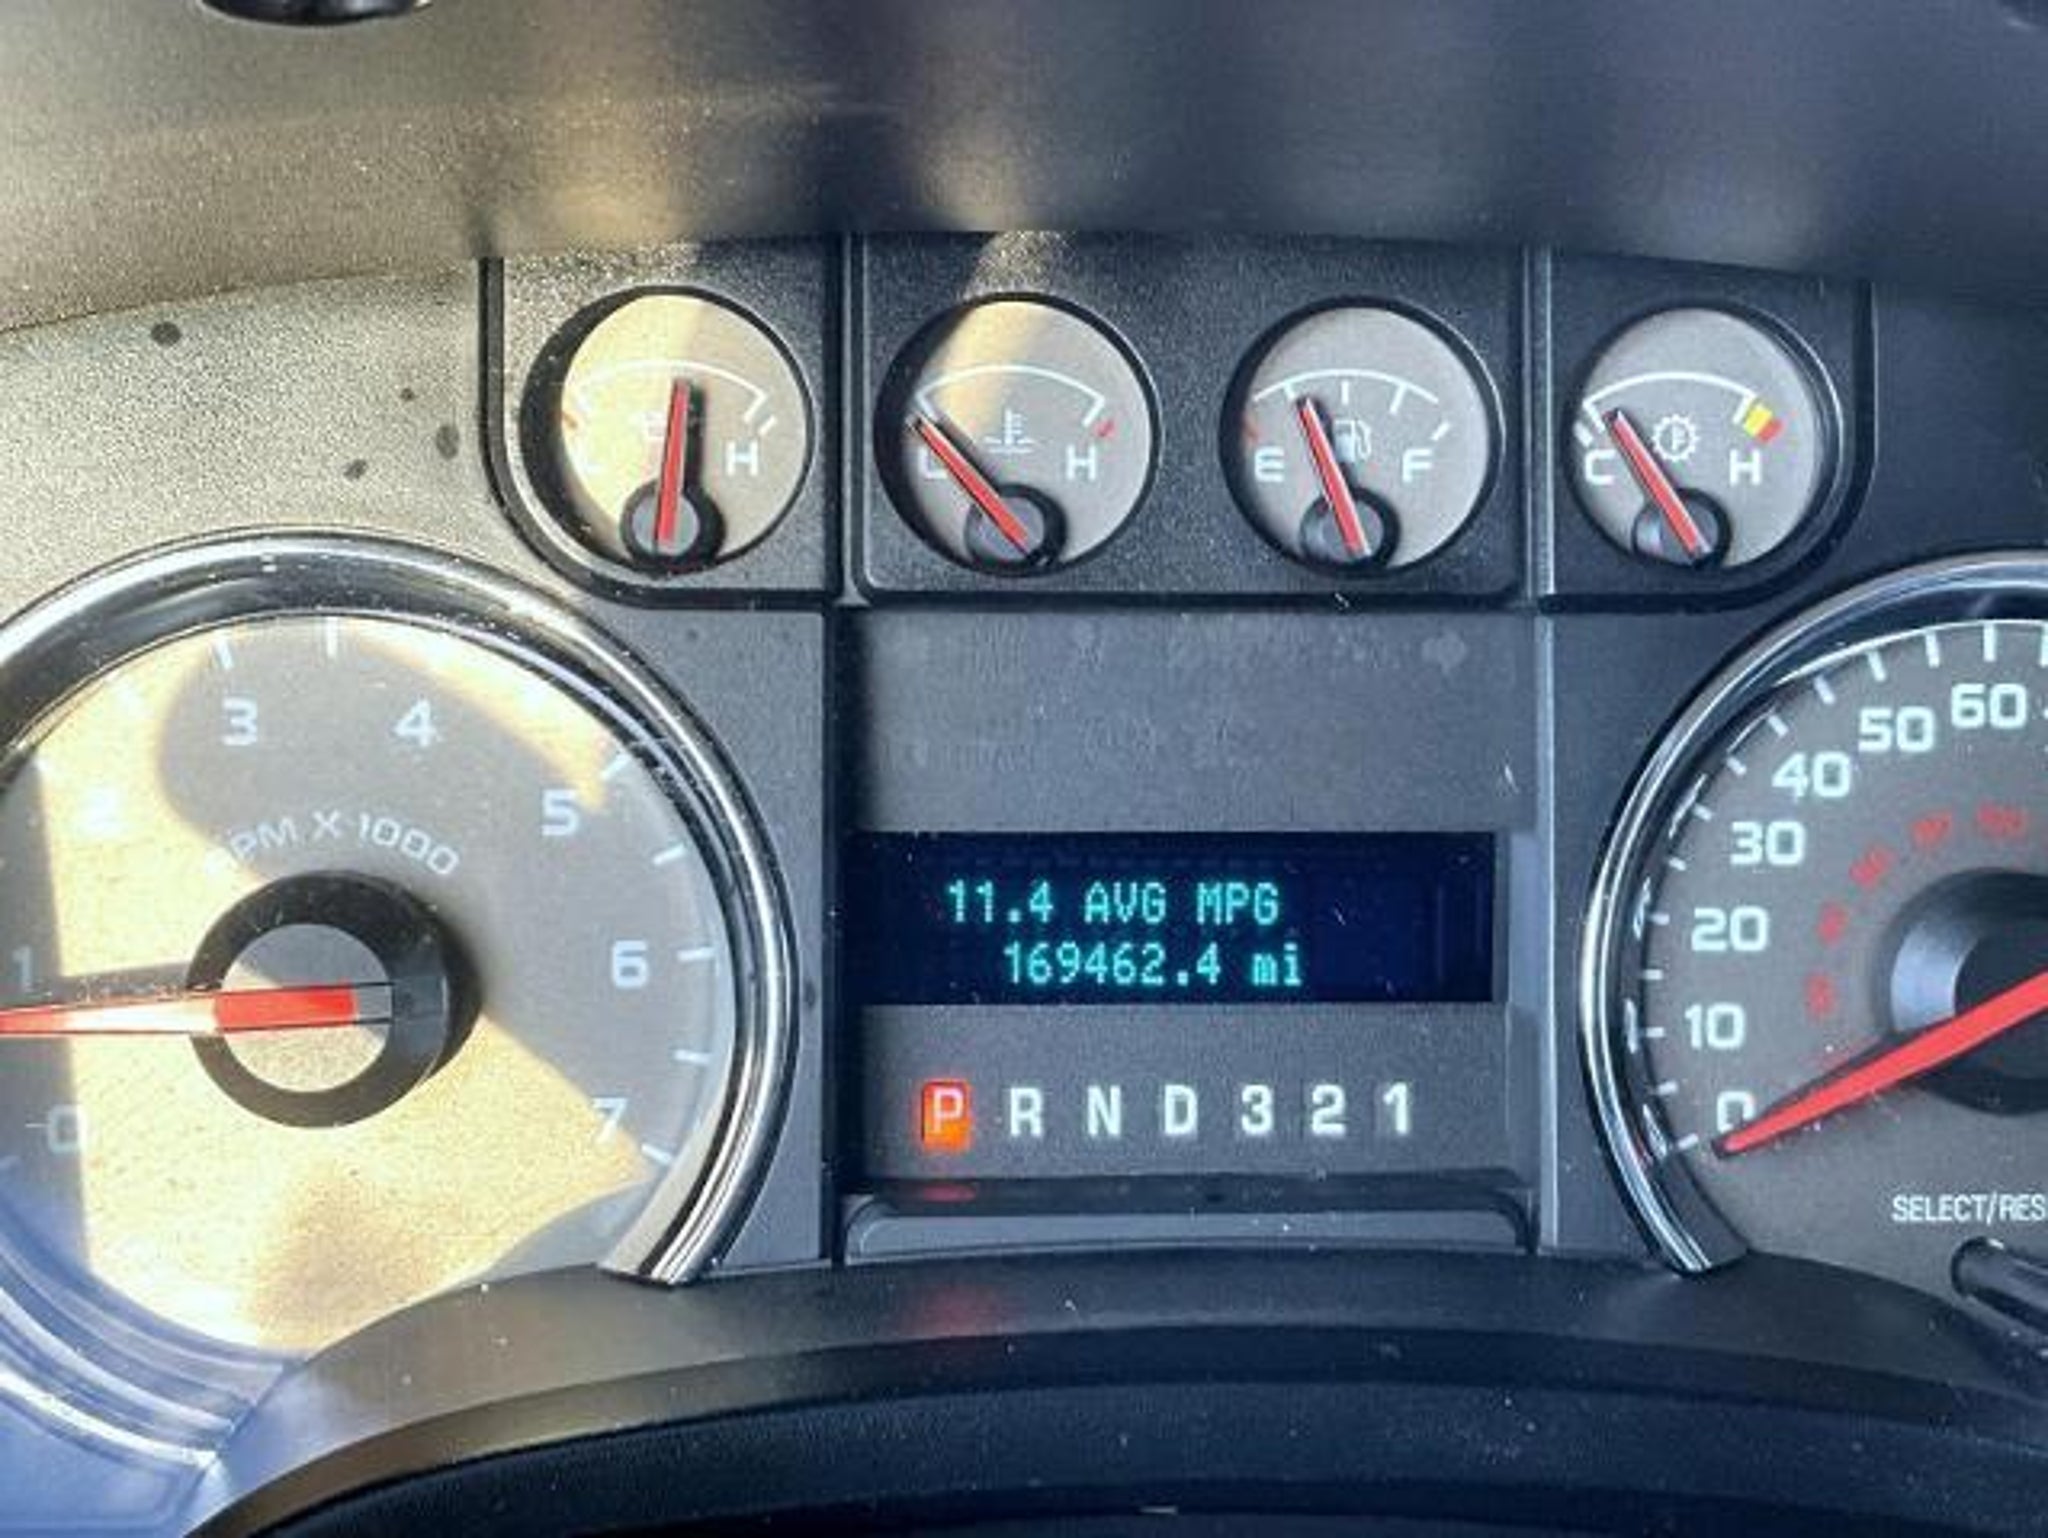 L H
L H
E F
C H
0 1 2 3 4 5 6 7
RPM X 1000
11.4 AVG MPG
169462.4 mi
P R N D 3 2 1
0 10 20 30 40 50 60
SELECT/RES